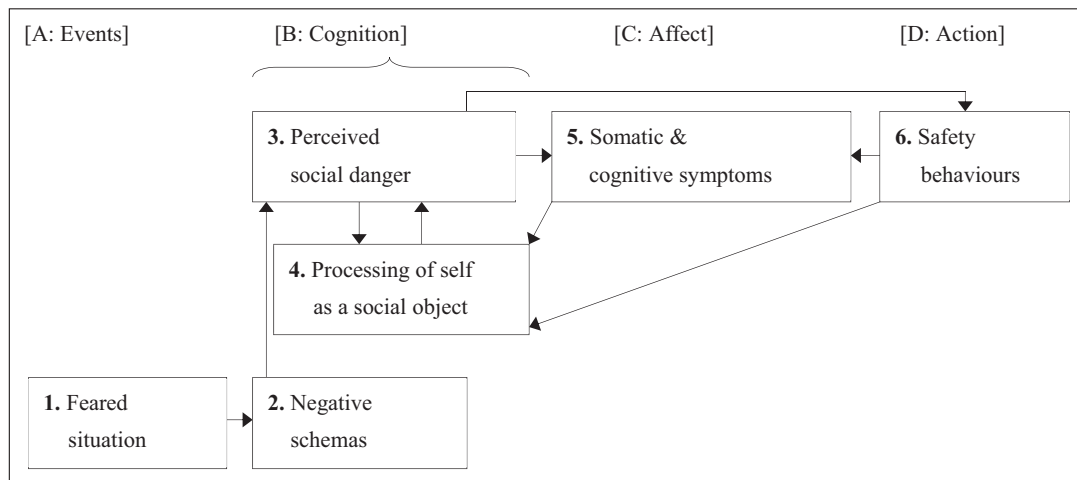 [A: Events] [B: Cognition] [C: Affect] [D: Action]
3. Perceived
social danger
5. Somatic &
cognitive symptoms
6. Safety
behaviours
4. Processing of self
as a social object
1. Feared
situation
2. Negative
schemas